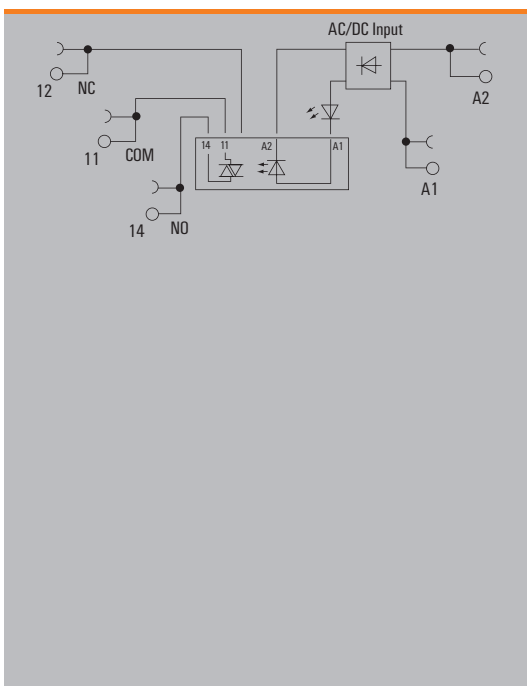 AC/DC Input
12 NC
A2
11 COM
14 11 A2 A1
A1
14 NO